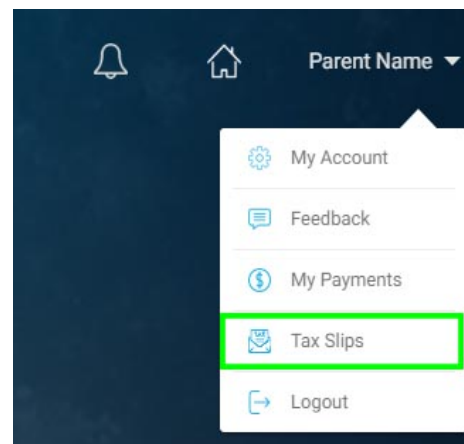 Parent Name
My Account
Feedback
My Payments
Tax Slips
Logout